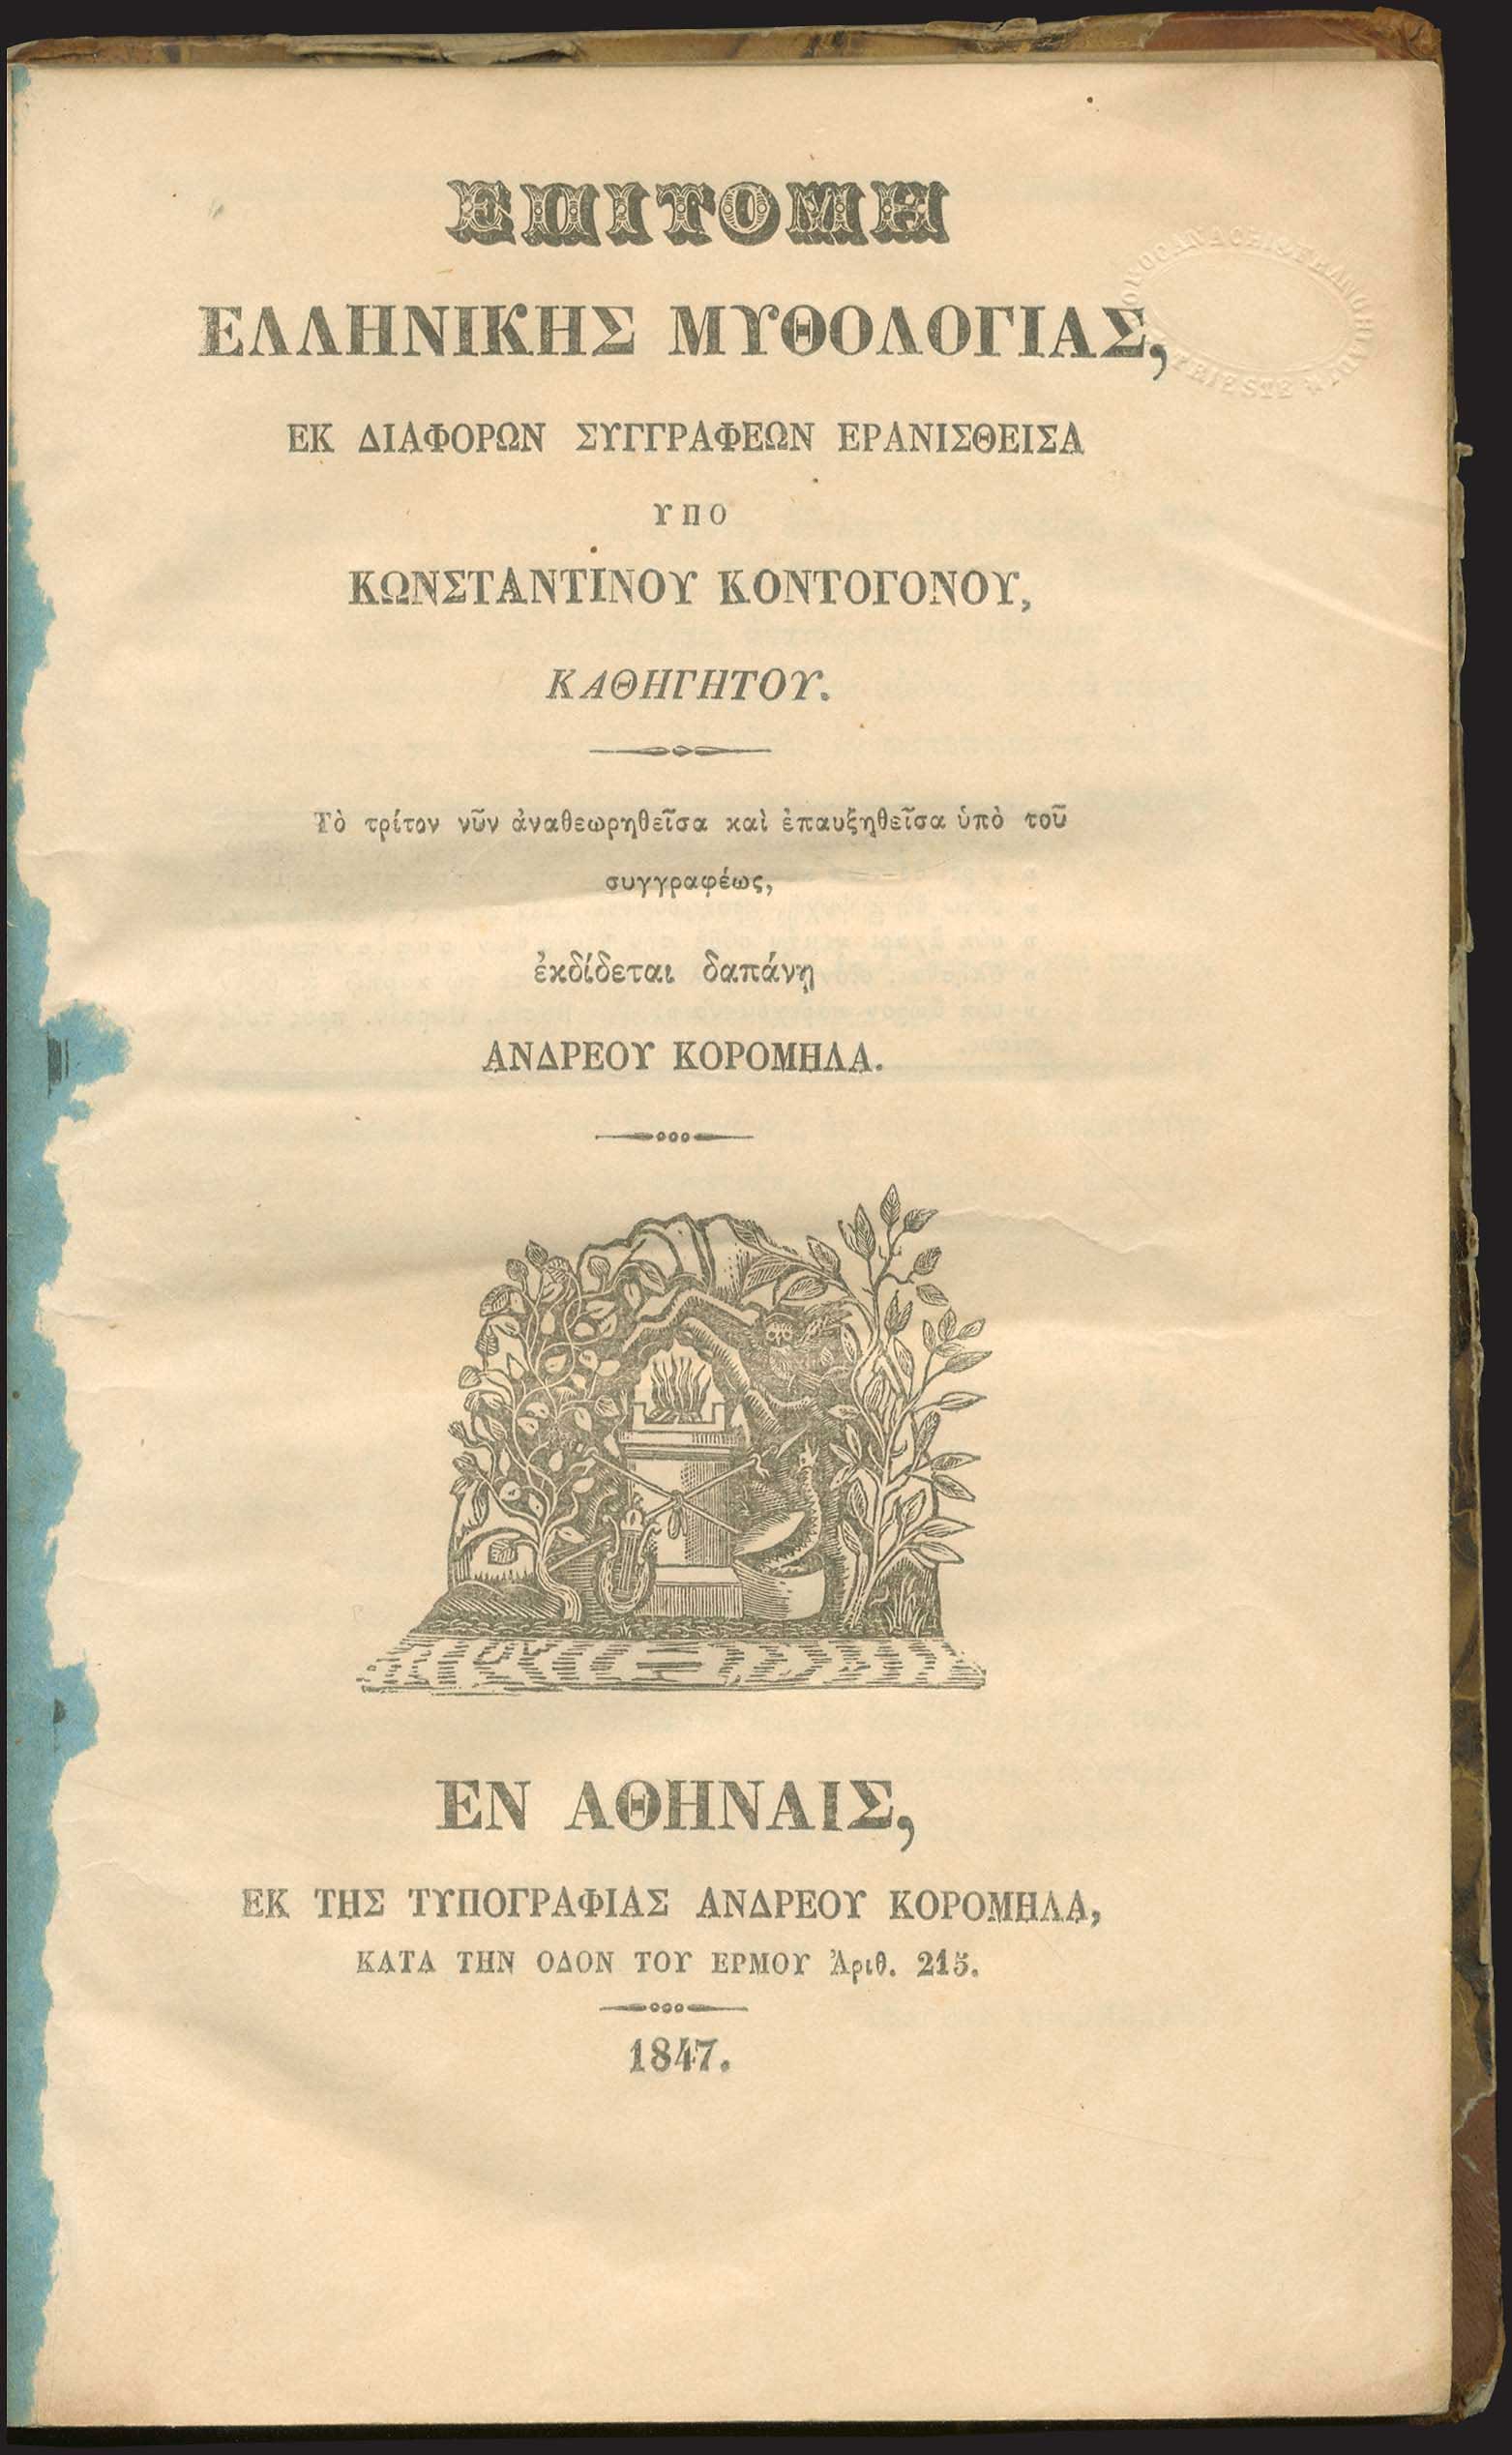 ΕΠΙΤΟΜΗ
ΕΛΛΗΝΙΚΗΣ ΜΥΘΟΛΟΓΙΑΣ,
ΕΚ ΔΙΑΦΟΡΩΝ ΣΥΓΓΡΑΦΕΩΝ ΕΡΑΝΙΣΘΕΙΣΑ
ΥΠΟ
ΚΩΝΣΤΑΝΤΙΝΟΥ ΚΟΝΤΟΓΟΝΟΥ,
ΚΑΘΗΓΗΤΟΥ.
Τὸ τρίτον νῦν ἀναθεωρηθεῖσα καὶ ἐπαυξηθεῖσα ὑπὸ τοῦ
συγγραφέως,
ἐκδίδεται δαπάνῃ
ΑΝΔΡΕΟΥ ΚΟΡΟΜΗΛΑ.
ΕΝ ΑΘΗΝΑΙΣ,
ΕΚ ΤΗΣ ΤΥΠΟΓΡΑΦΙΑΣ ΑΝΔΡΕΟΥ ΚΟΡΟΜΗΛΑ,
ΚΑΤΑ ΤΗΝ ΟΔΟΝ ΤΟΥ ΕΡΜΟΥ Ἀριθ. 215.
1847.
TRIESTE